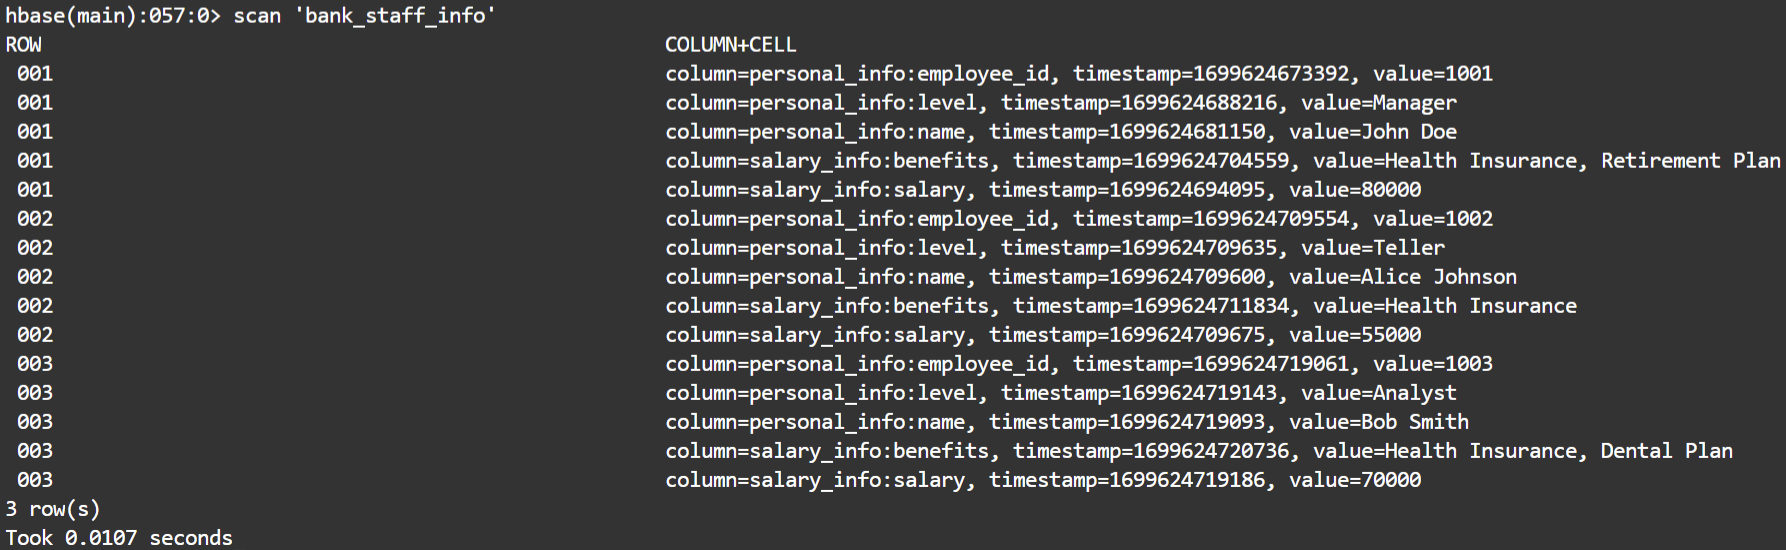 hbase(main):057:0> scan 'bank_staff_info'
ROW COLUMN+CELL
001 column=personal_info:employee_id, timestamp=1699624673392, value=1001
001 column=personal_info:level, timestamp=1699624688216, value=Manager
001 column=personal_info:name, timestamp=1699624681150, value=John Doe
001 column=salary_info:benefits, timestamp=1699624704559, value=Health Insurance, Retirement Plan
001 column=salary_info:salary, timestamp=1699624694095, value=80000
002 column=personal_info:employee_id, timestamp=1699624709554, value=1002
002 column=personal_info:level, timestamp=1699624709635, value=Teller
002 column=personal_info:name, timestamp=1699624709600, value=Alice Johnson
002 column=salary_info:benefits, timestamp=1699624711834, value=Health Insurance
002 column=salary_info:salary, timestamp=1699624709675, value=55000
003 column=personal_info:employee_id, timestamp=1699624719061, value=1003
003 column=personal_info:level, timestamp=1699624719143, value=Analyst
003 column=personal_info:name, timestamp=1699624719093, value=Bob Smith
003 column=salary_info:benefits, timestamp=1699624720736, value=Health Insurance, Dental Plan
003 column=salary_info:salary, timestamp=1699624719186, value=70000
3 row(s)
Took 0.0107 seconds